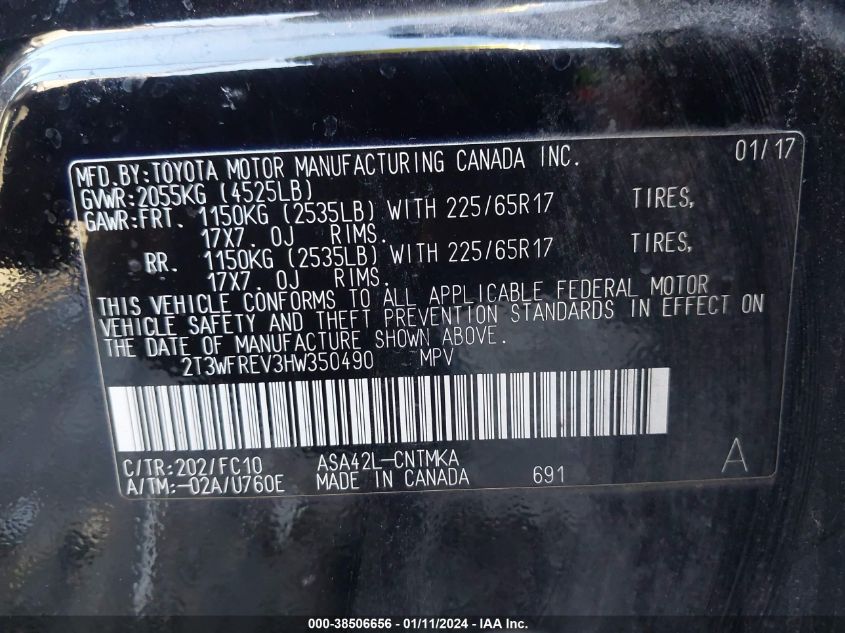 MFD.BY:TOYOTA MOTOR MANUFACTURING CANADA INC. 01/17
GVWR:2055KG (4525LB)
GAWR:FRT. 1150KG (2535LB) WITH 225/65R17 TIRES,
17X7. 0J RIMS.
RR. 1150KG (2535LB) WITH 225/65R17 TIRES,
17X7. 0J RIMS.
THIS VEHICLE CONFORMS TO ALL APPLICABLE FEDERAL MOTOR
VEHICLE SAFETY AND THEFT PREVENTION STANDARDS IN EFFECT ON
THE DATE OF MANUFACTURE SHOWN ABOVE.
2T3WFREV3HW350490 MPV
C/TR:202/FC10 ASA42L-CNTMKA A
A/TM:-02A/U760E MADE IN CANADA 691
000-38506656 - 01/11/2024 - IAA Inc.